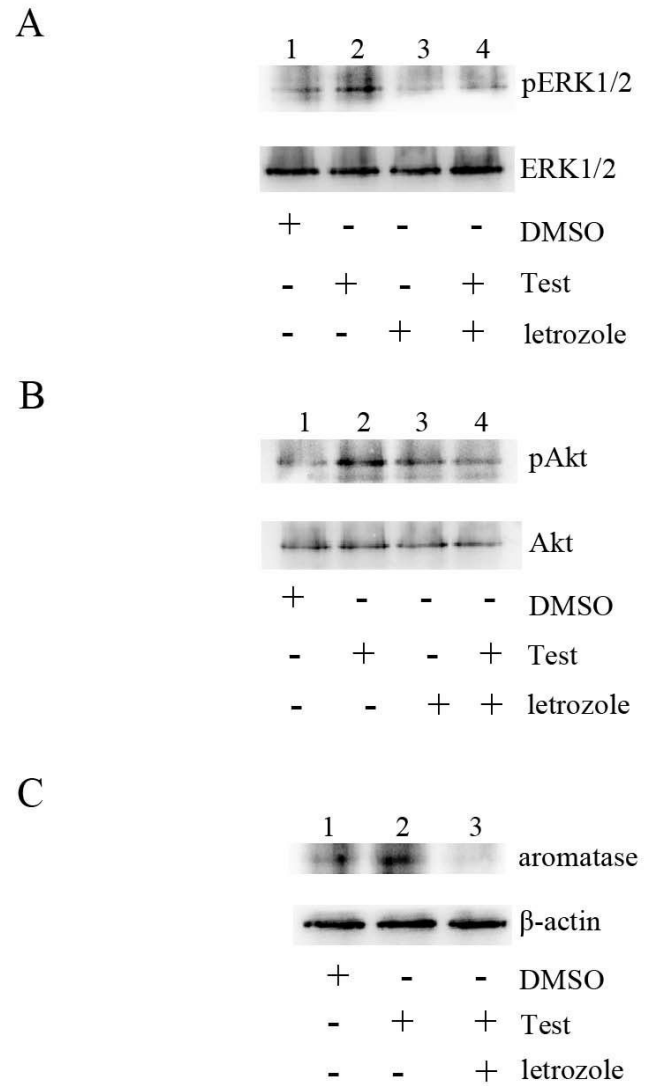 A
1 2 3 4
pERK1/2
ERK1/2
+ - - - DMSO
- + - + Test
- - + + letrozole
B
1 2 3 4
pAkt
Akt
+ - - - DMSO
- + - + Test
- - + + letrozole
C
1 2 3
aromatase
β-actin
+ - - DMSO
- + + Test
- - + letrozole